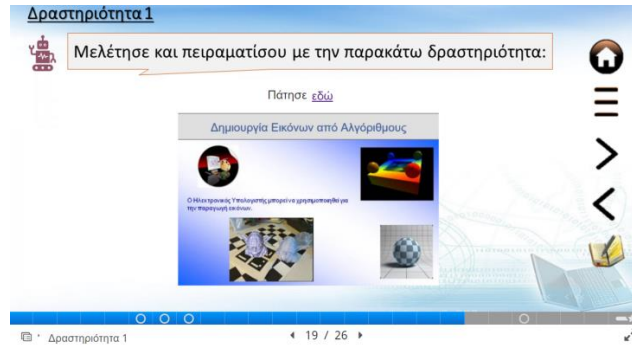 Δραστηριότητα 1
Μελέτησε και πειραματίσου με την παρακάτω δραστηριότητα:
Πάτησε εδώ
Δημιουργία Εικόνων από Αλγόριθμους
Ο Ηλεκτρονικός Υπολογιστής μπορεί να χρησιμοποιηθεί για
την παραγωγή εικόνων.
Δραστηριότητα 1
19 / 26